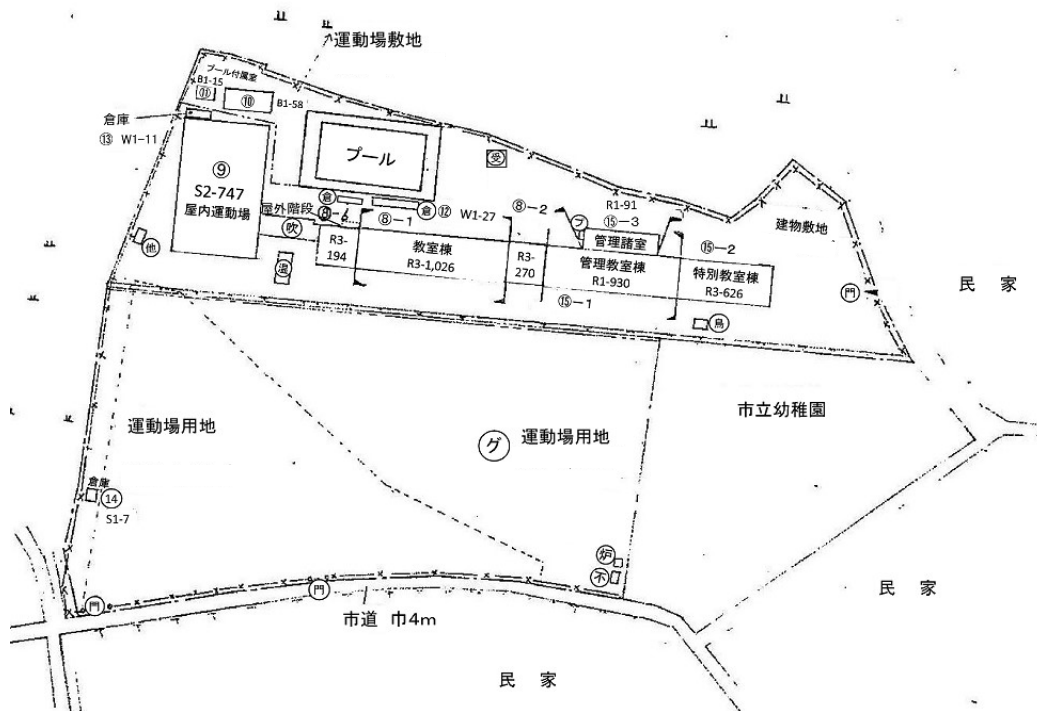 運動場敷地
プール付属室
B1-15
⑪
⑩
B1-58
倉庫
⑬ W1-11
プール
受
⑨
S2-747
屋内運動場
倉
倉 ⑫ W1-27
屋外階段
⑧-1
⑧-2
R1-91
⑮-3
建物敷地
吹
R3-
194
教室棟
R3-1,026
R3-
270
フ
管理諸室
管理教室棟
R1-930
⑮-2
特別教室棟
R3-626
他
温
⑮-1
門
民 家
鳥
運動場用地
グ
運動場用地
市立幼稚園
倉庫
14
S1-7
炉
不
門
門
市道 巾4m
民 家
民 家